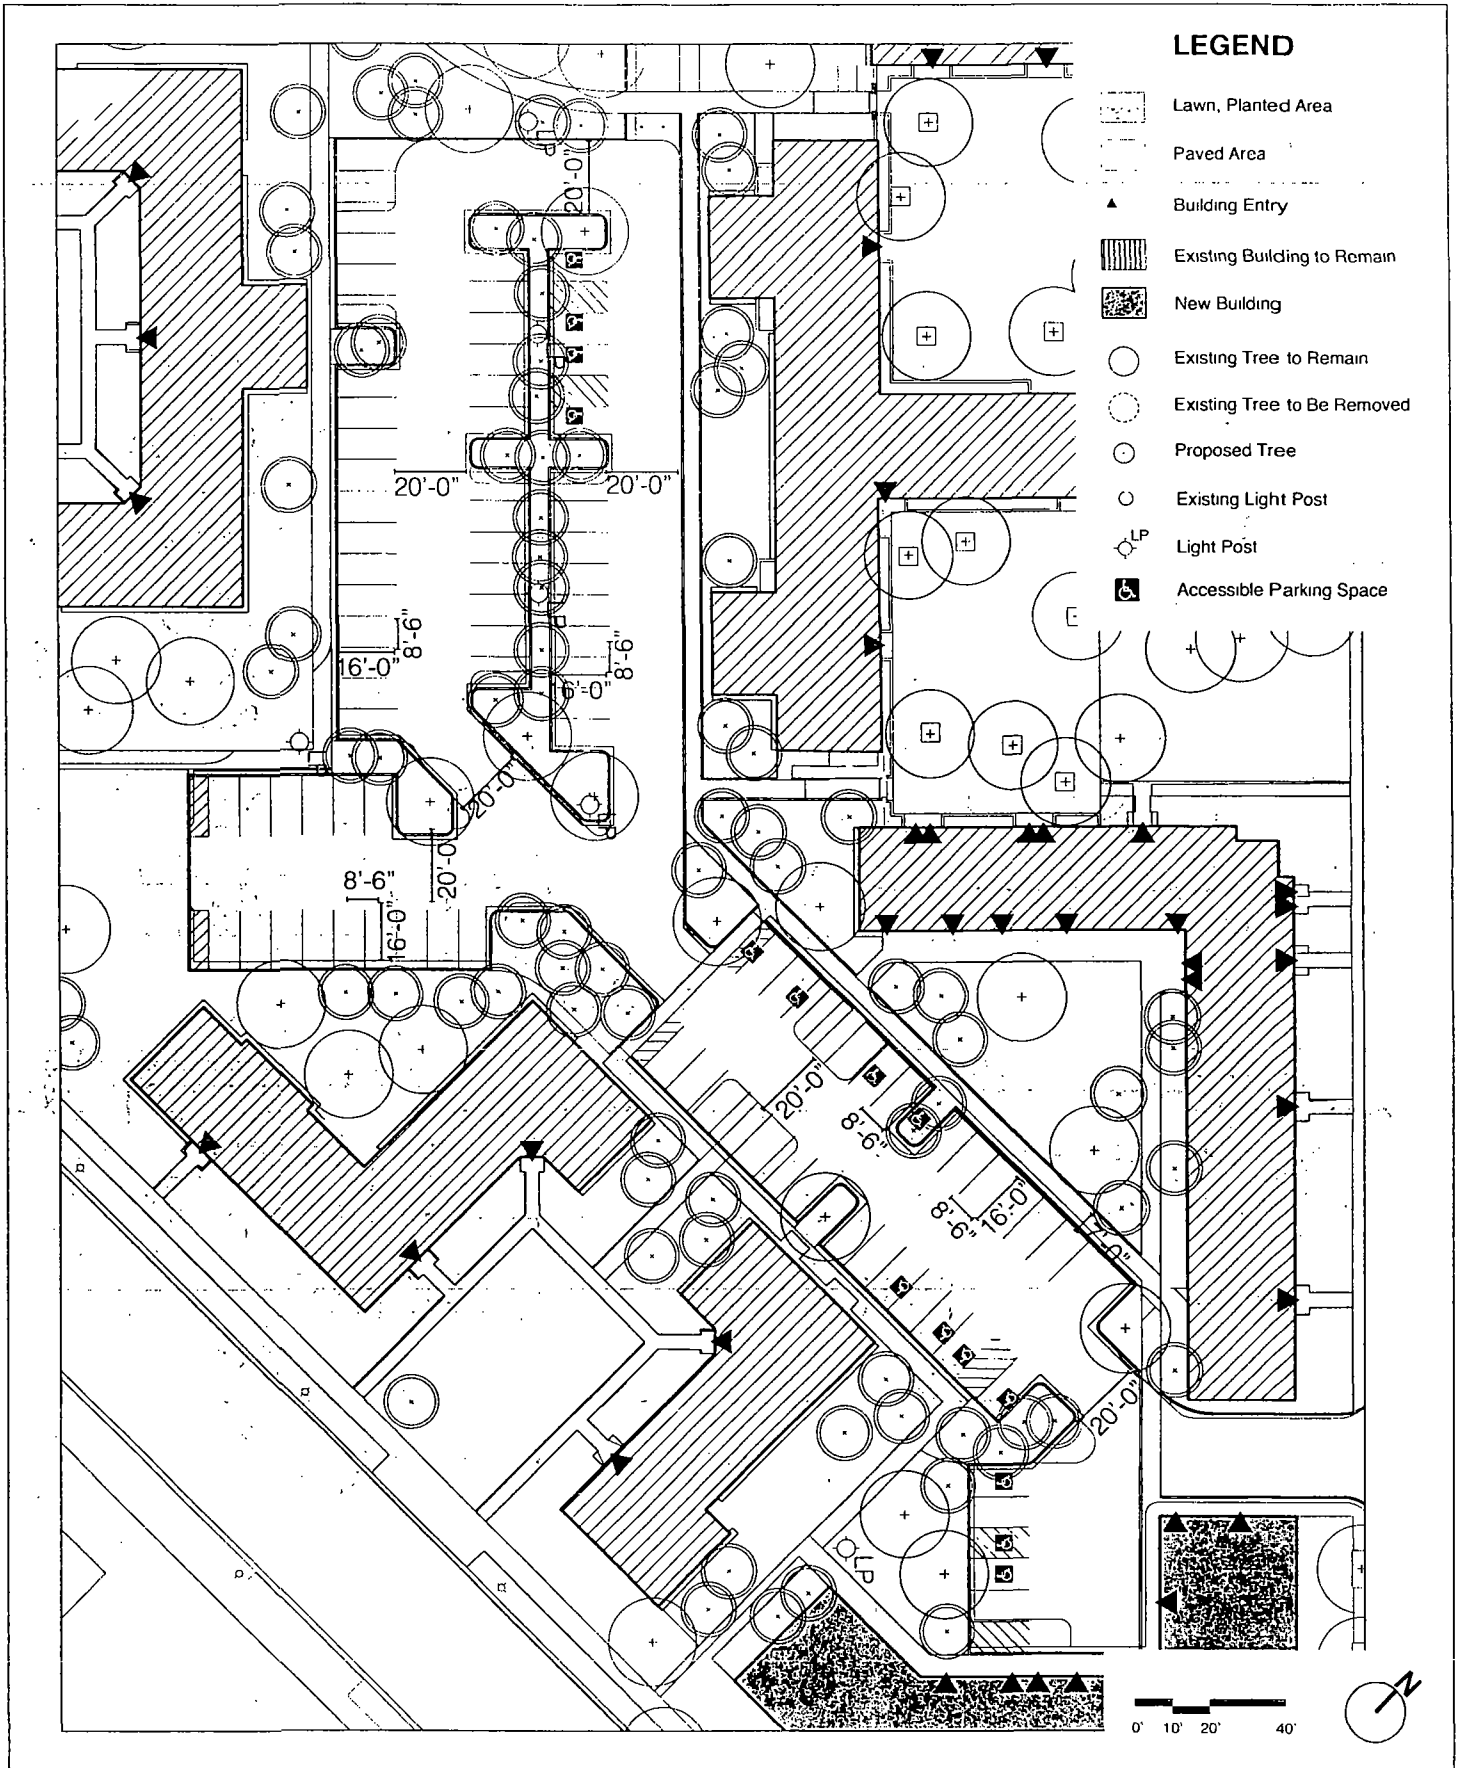 LEGEND
Lawn, Planted Area
Paved Area
Building Entry
Existing Building to Remain
New Building
Existing Tree to Remain
Existing Tree to Be Removed
Proposed Tree
Existing Light Post
LP
Light Post
Accessible Parking Space
LP
20'-0"
20'-0"
20'-0"
8'-6"
16'-0"
8'-6"
6'-0"
20'-0"
20'-0"
8'-6"
16'-0"
20'-0"
8'-6"
8'-6"
16'-0"
7'-0"
20'-0"
LP
N
0' 10' 20' 40'